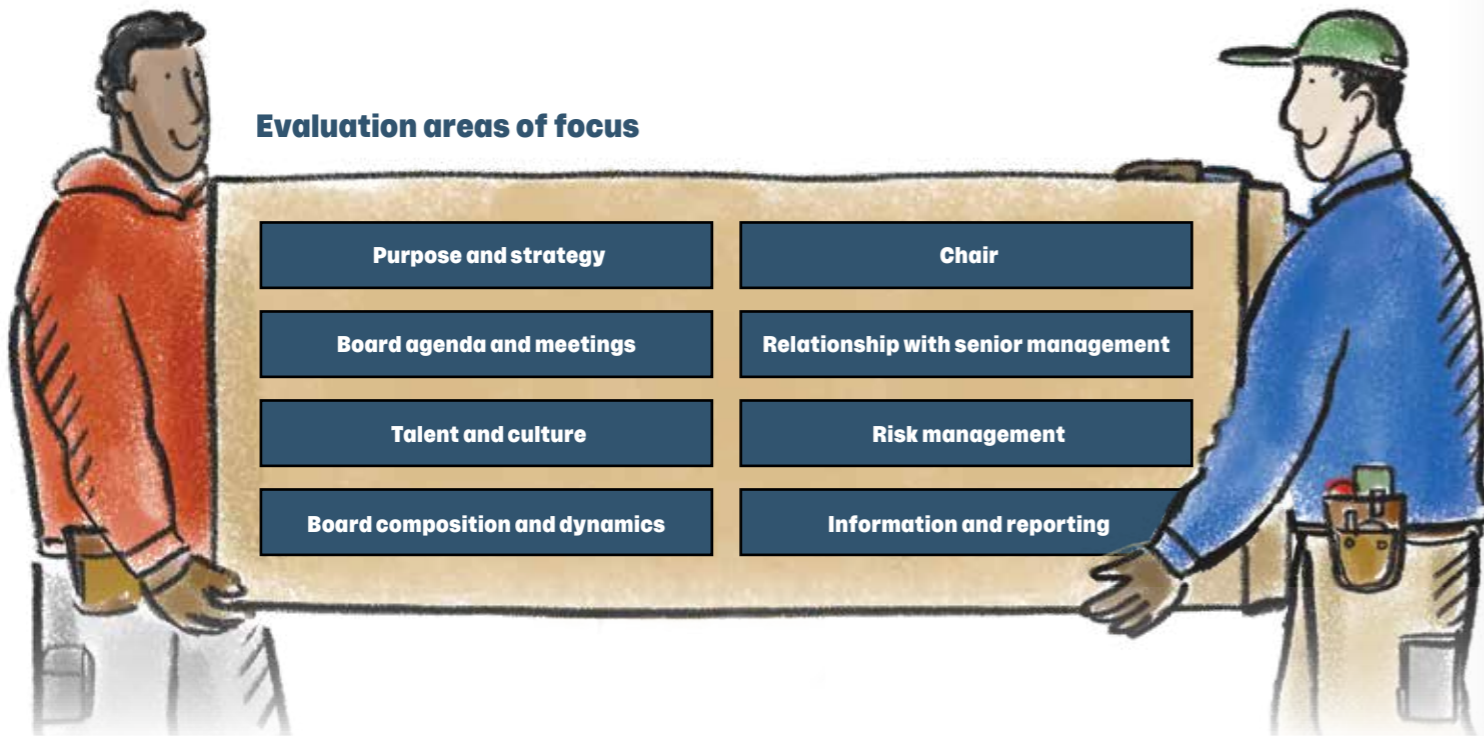 Evaluation areas of focus
Purpose and strategy
Chair
Board agenda and meetings
Relationship with senior management
Talent and culture
Risk management
Board composition and dynamics
Information and reporting